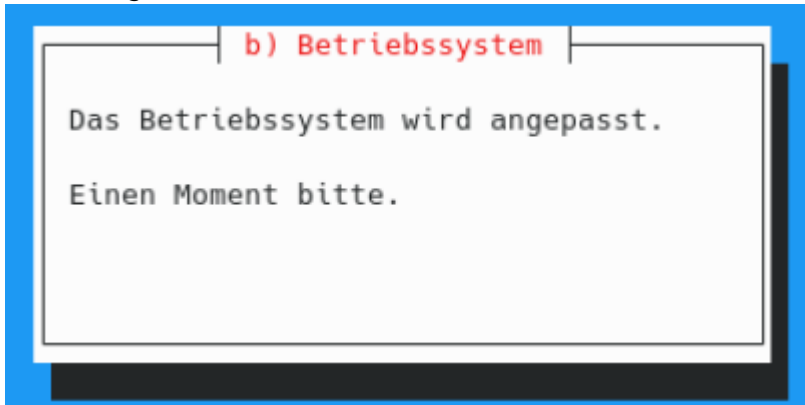 b) Betriebssystem
Das Betriebssystem wird angepasst.
Einen Moment bitte.